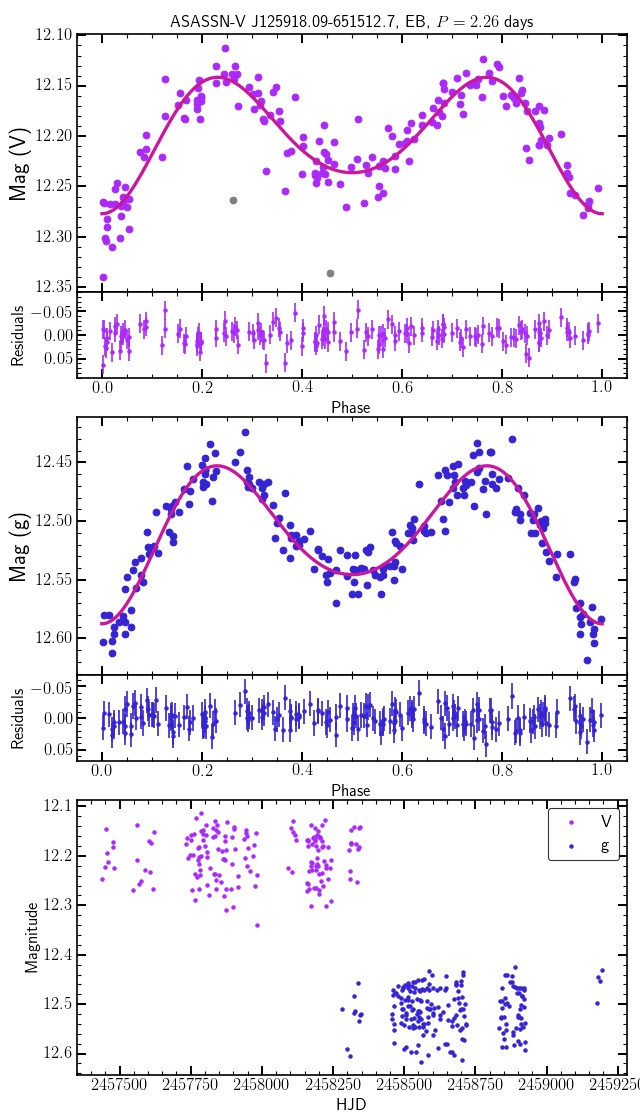 ASASSN-V J125918.09-651512.7, EB, P = 2.26 days
12.10
12.15
12.20
12.25
12.30
12.35
Mag (V)
−0.05
0.00
0.05
Residuals
0.0 0.2 0.4 0.6 0.8 1.0
Phase
12.45
12.50
12.55
12.60
Mag (g)
−0.05
0.00
0.05
Residuals
0.0 0.2 0.4 0.6 0.8 1.0
Phase
12.1
12.2
12.3
12.4
12.5
12.6
Magnitude
V
g
2457500 2457750 2458000 2458250 2458500 2458750 2459000 2459250
HJD